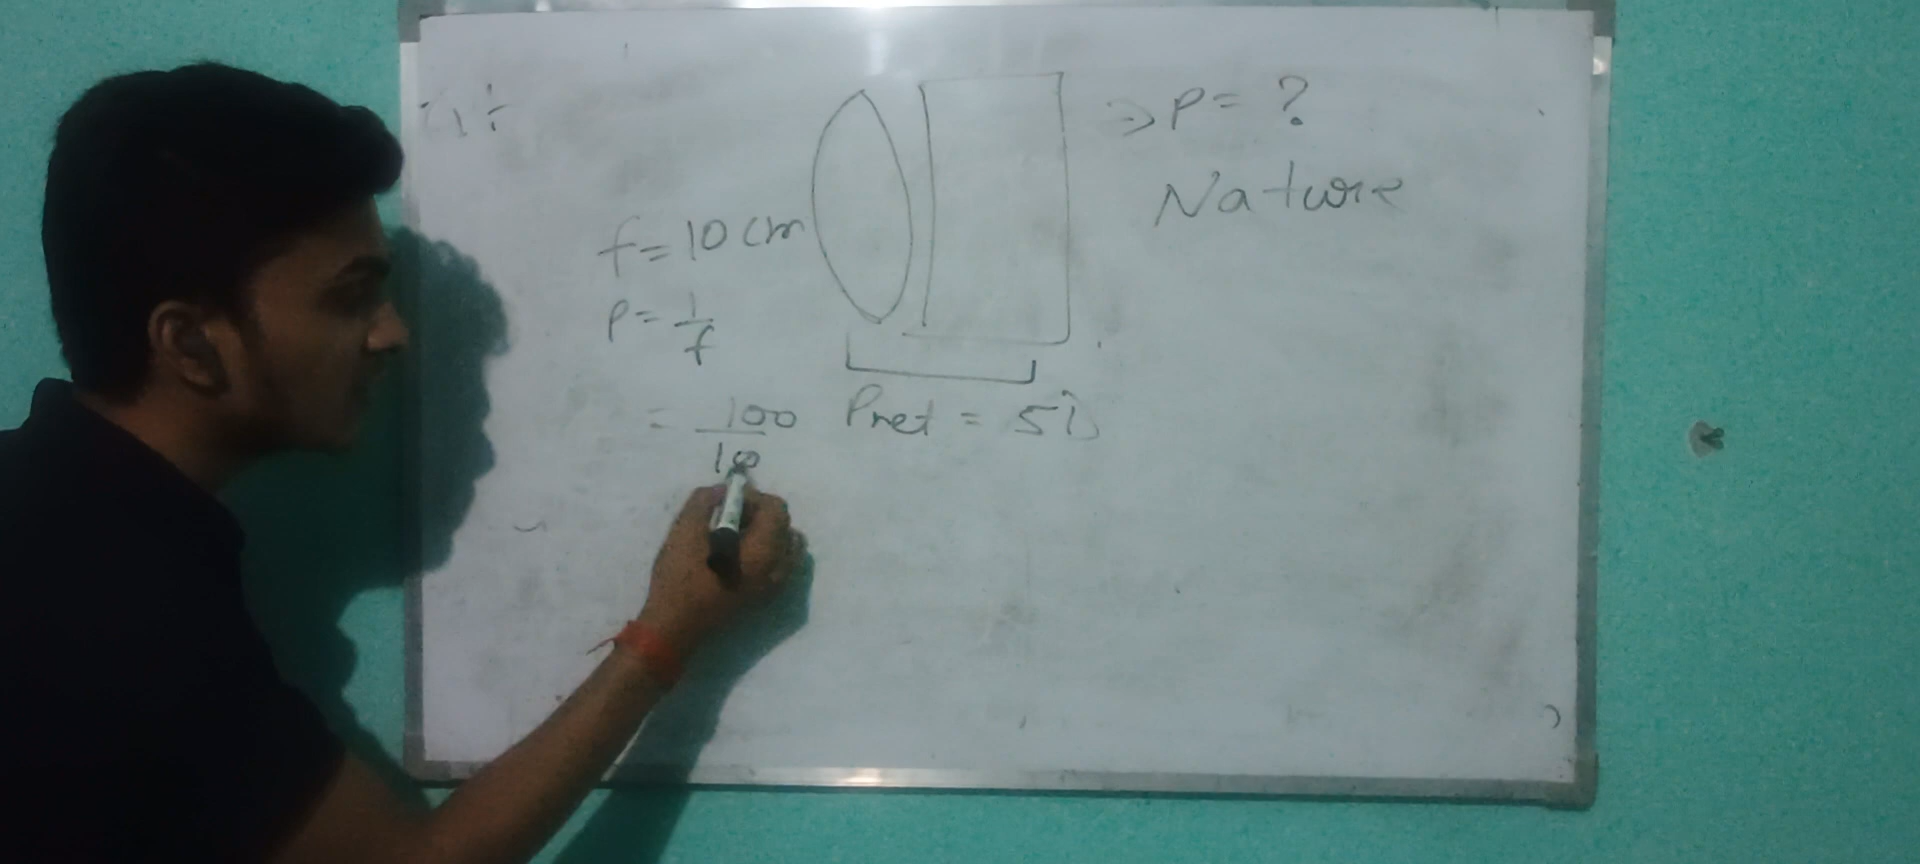 ⇒ P = ?
Nature
f = 10 cm
P = 1/f
= 100/10
Pnet = 5D